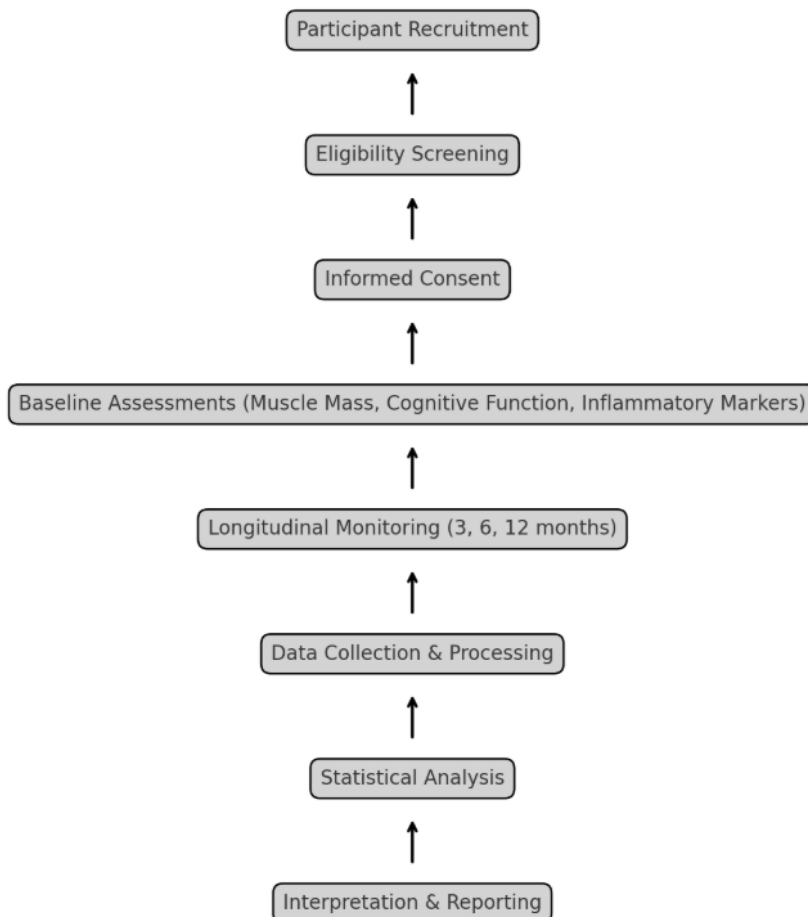 Participant Recruitment
Eligibility Screening
Informed Consent
Baseline Assessments (Muscle Mass, Cognitive Function, Inflammatory Markers)
Longitudinal Monitoring (3, 6, 12 months)
Data Collection & Processing
Statistical Analysis
Interpretation & Reporting